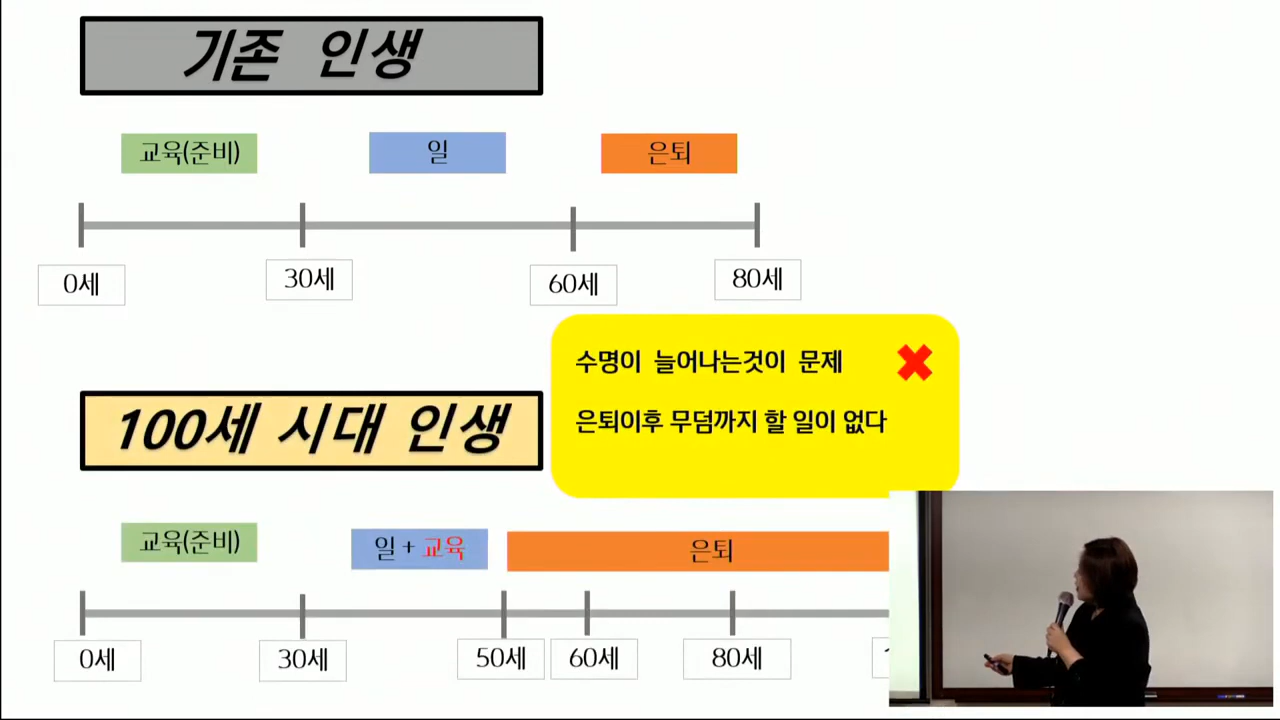 기존 인생
교육(준비)
일
은퇴
0세
30세
60세
80세
수명이 늘어나는것이 문제
은퇴이후 무덤까지 할 일이 없다
100세 시대 인생
교육(준비)
일 + 교육
은퇴
0세
30세
50세
60세
80세